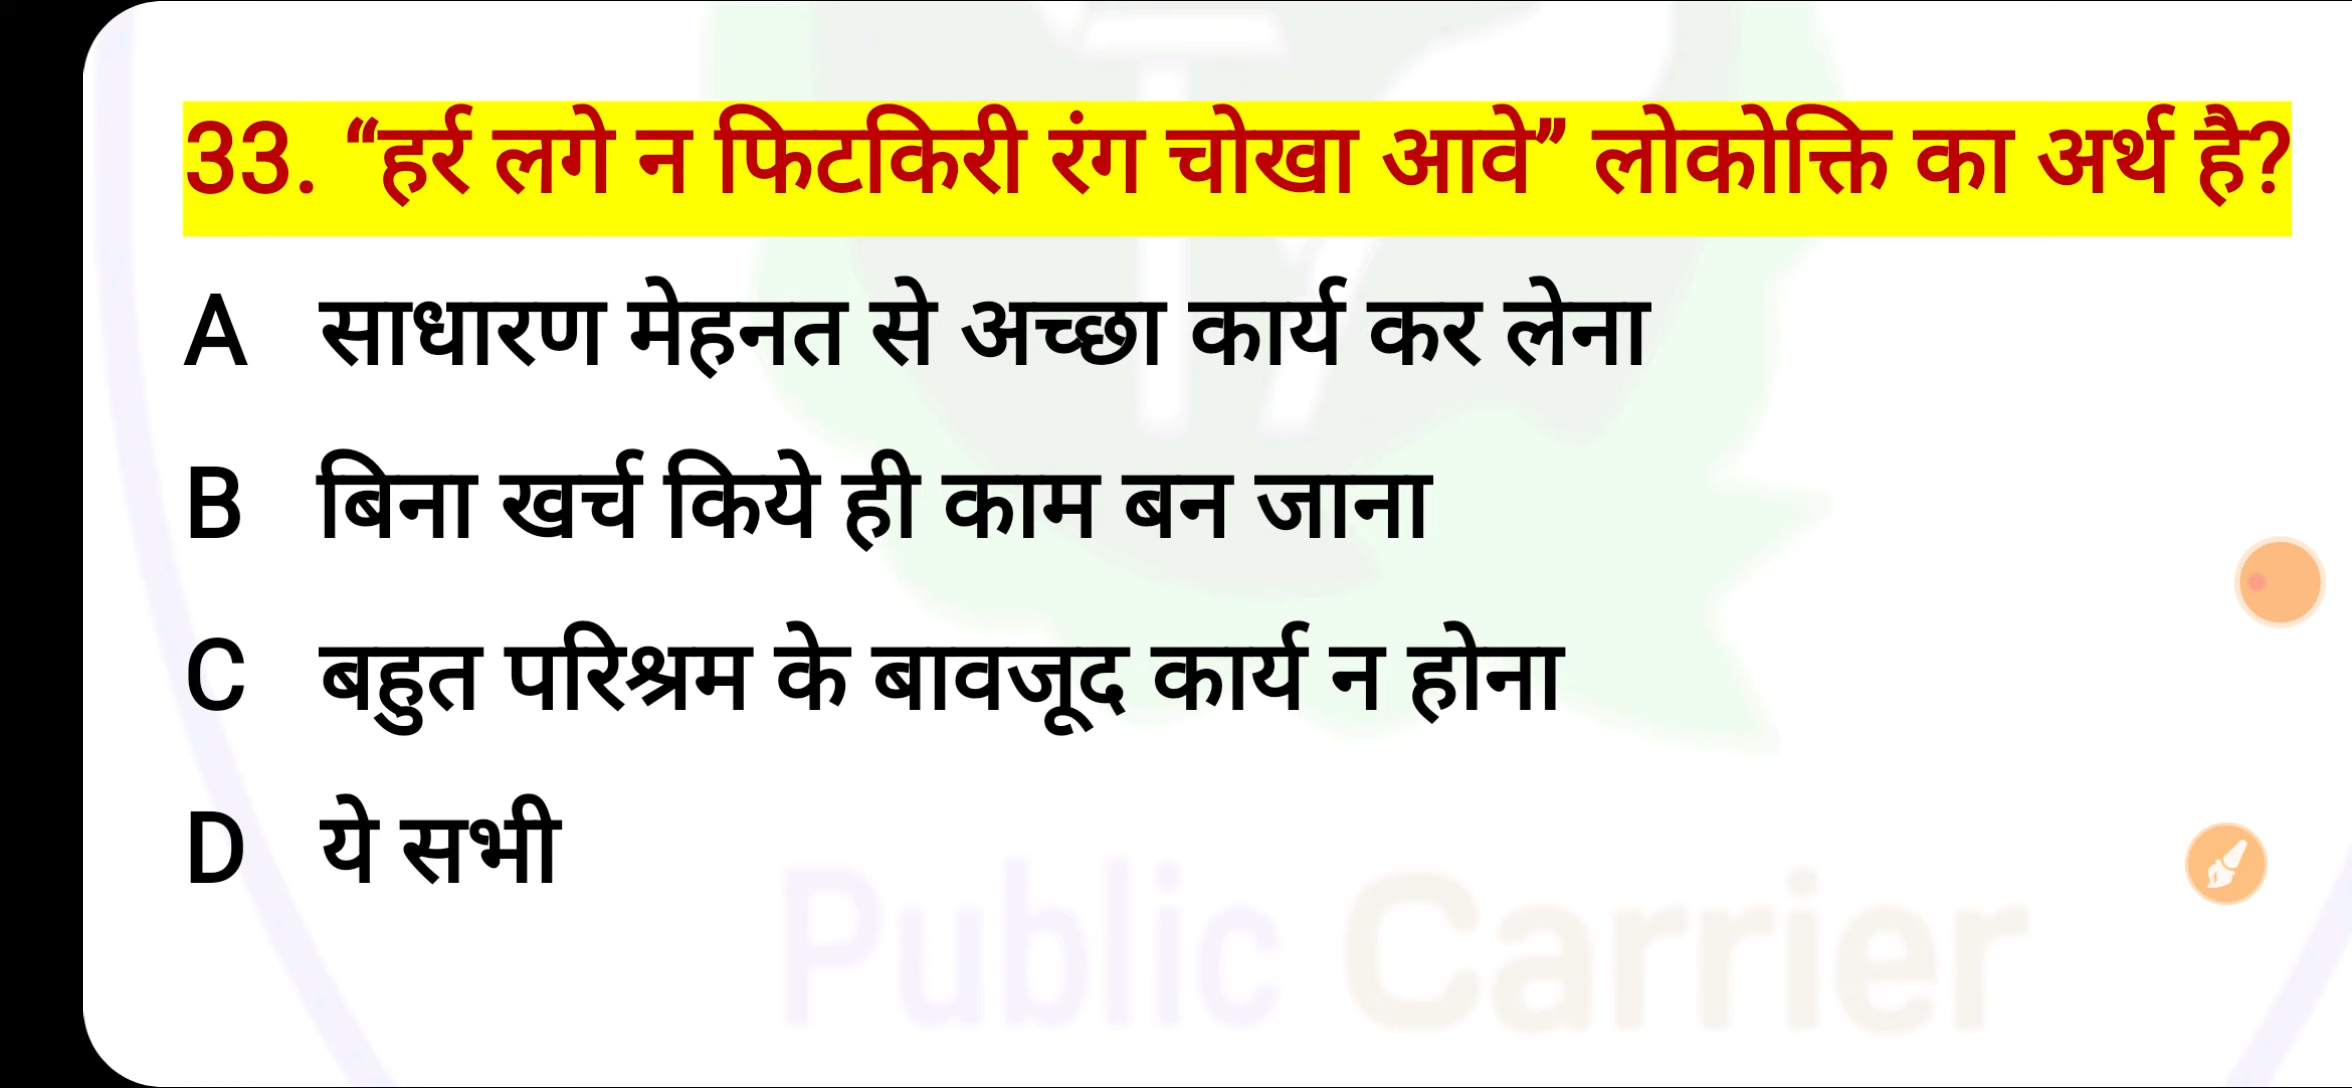 33. “हर्र लगे न फिटकिरी रंग चोखा आवे” लोकोक्ति का अर्थ है?
A साधारण मेहनत से अच्छा कार्य कर लेना
B बिना खर्च किये ही काम बन जाना
C बहुत परिश्रम के बावजूद कार्य न होना
D ये सभी
Public Carrier